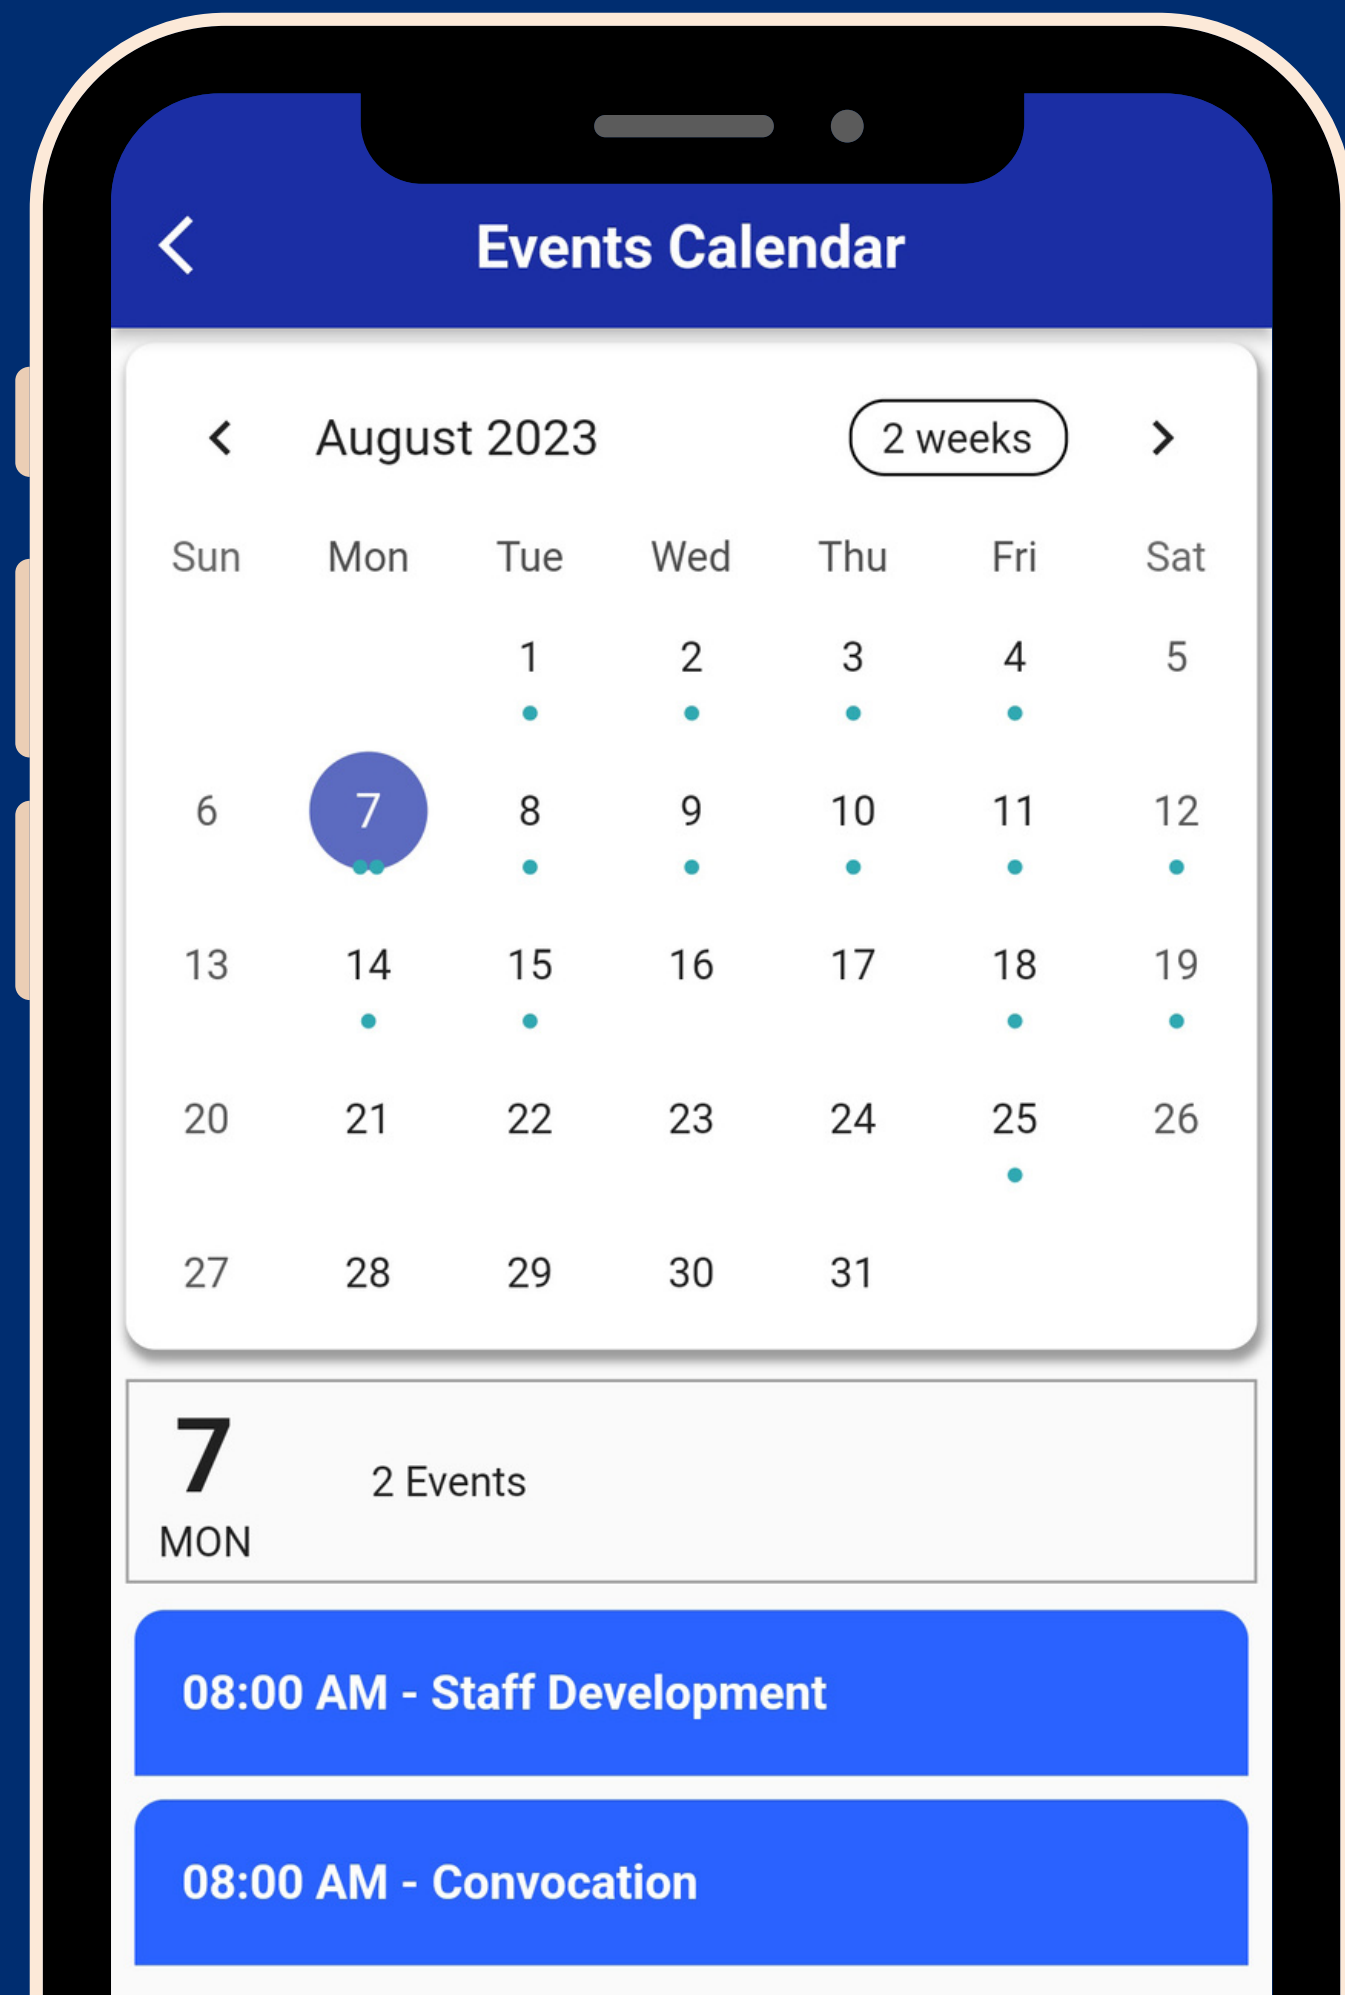 Events Calendar
August 2023 2 weeks
Sun Mon Tue Wed Thu Fri Sat
1 2 3 4 5
6 7 8 9 10 11 12
13 14 15 16 17 18 19
20 21 22 23 24 25 26
27 28 29 30 31
7
2 Events
MON
08:00 AM - Staff Development
08:00 AM - Convocation